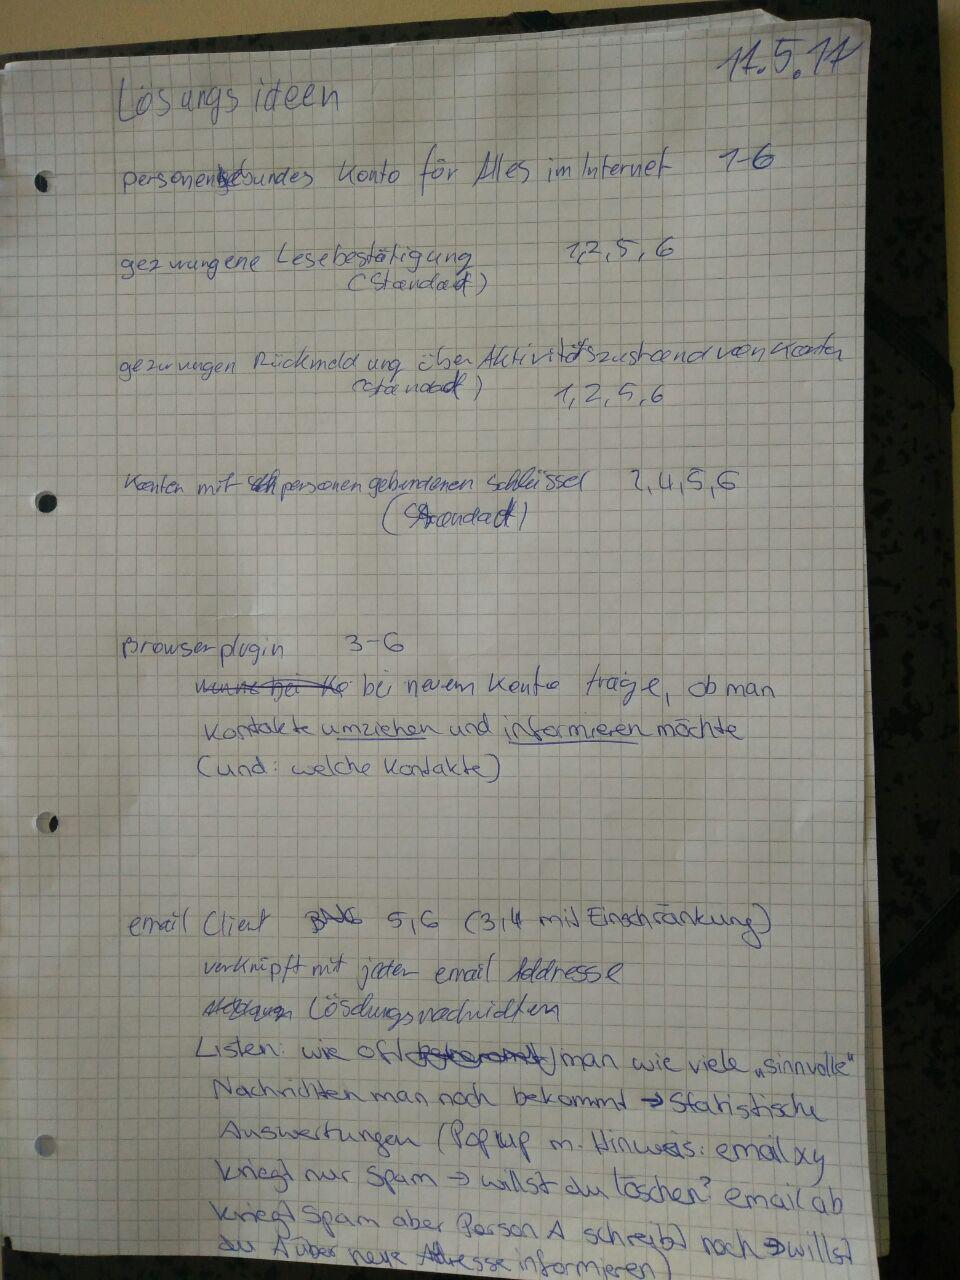 11.5.17
Lösungsideen
personengebundes Konto für Alles im Internet 1-6
gezwungene Lesebestätigung 1,2,5,6
(Standard)
gezwungen Rückmeldung über Aktivitätszustand von Konten
(Standard) 1,2,5,6
Konten mit personengebundenen Schlüssel 2,4,5,6
(Standard)
Browserplugin 3-6
bei neuem Konto frage, ob man
Kontakte umziehen und informieren möchte
(und: welche Kontakte)
email Client 5,6 (3,4 mit Einschränkung)
verknüpft mit jeder email Addresse
Löschungsnachrichten
Listen: wie oft man wie viele „sinnvolle"
Nachrichten man noch bekommt → Statistische
Auswertungen (Popup m. Hinweis: email xy
kriegt nur Spam → willst du löschen? email ab
kriegt Spam aber Person A schreibt noch → willst
du A über neue Adresse informieren)